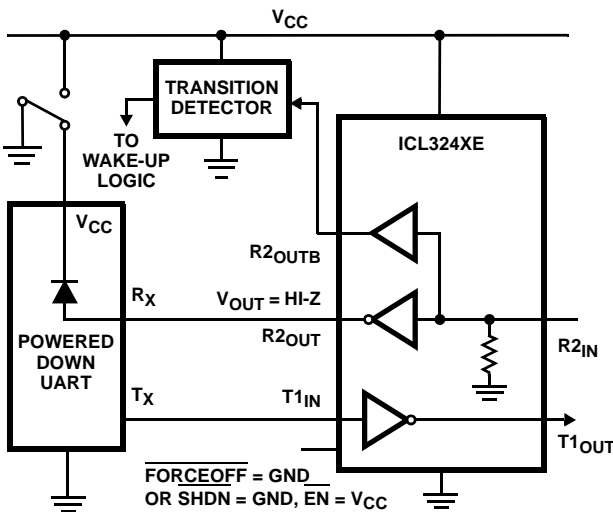 VCC
TRANSITION
DETECTOR
TO
WAKE-UP
LOGIC
ICL324XE
VCC
R2OUTB
RX
VOUT = HI-Z
R2OUT
R2IN
POWERED
DOWN
UART
TX
T1IN
T1OUT
FORCEOFF = GND
OR SHDN = GND, EN = VCC